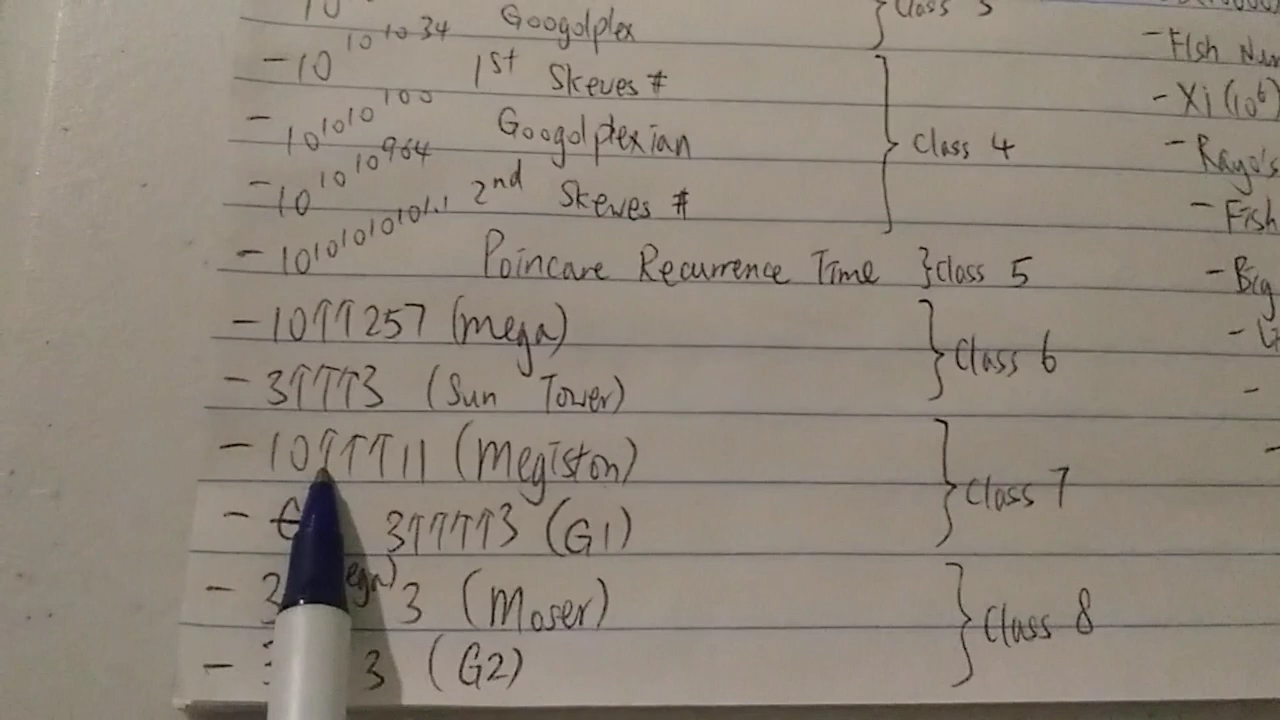 10 Googolplex } Class 5
- 10^10^10^34 1st Skewes #
- 10^10^10^100 Googolplexian
- 10^10^10^964 2nd Skewes #
} Class 4
- 10^10^10^10^10^1.1 Poincare Recurrence Time } Class 5
- 10↑↑257 (mega)
- 3↑↑↑3 (Sun Tower)
} Class 6
- 10↑↑↑11 (Megiston)
- 3↑↑↑↑3 (G1)
} Class 7
- 3 3 (Moser)
- 3 (G2)
} Class 8
- Fish
- Xi(10^6)
- Rayo's
- Fish
- Big
-